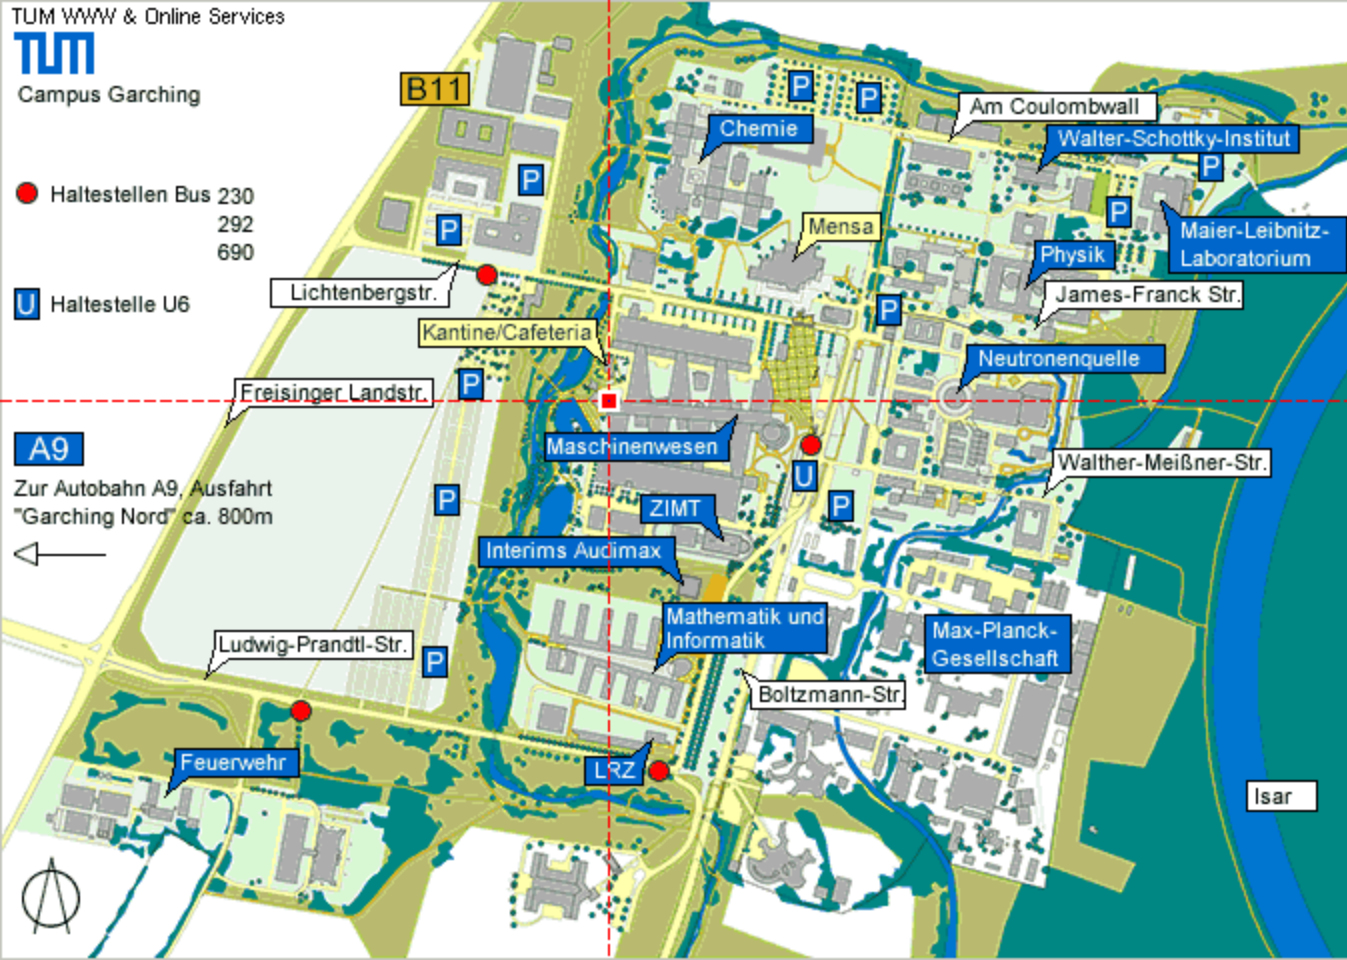 TUM WWW & Online Services
TUM
Campus Garching
B11
P
P
Am Coulombwall
Chemie
Walter-Schottky-Institut
P
P
Haltestellen Bus 230
292
690
P
P
Mensa
Maier-Leibnitz-
Laboratorium
Physik
Lichtenbergstr.
James-Franck Str.
U Haltestelle U6
P
Kantine/Cafeteria
Neutronenquelle
P
Freisinger Landstr.
A9
Maschinenwesen
Walther-Meißner-Str.
U
Zur Autobahn A9, Ausfahrt
"Garching Nord" ca. 800m
P
ZIMT
P
Interims Audimax
Mathematik und
Informatik
Max-Planck-
Gesellschaft
Ludwig-Prandtl-Str.
P
Boltzmann-Str.
Feuerwehr
LRZ
Isar